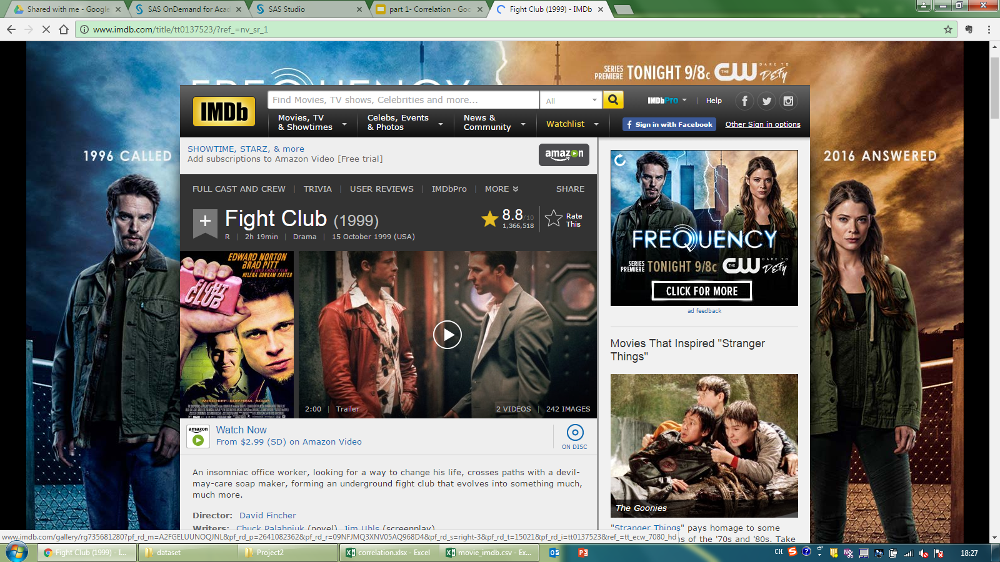 Shared with me - Google
SAS OnDemand for Acad
SAS Studio
part 1- Correlation - Goo
Fight Club (1999) - IMDb
www.imdb.com/title/tt0137523/?ref_=nv_sr_1
FREQUENCY
SERIES PREMIERE TONIGHT 9/8c THE CW DARE TO DEFY
IMDb
Find Movies, TV shows, Celebrities and more...
All
IMDbPro
Help
Movies, TV
& Showtimes
Celebs, Events
& Photos
News &
Community
Watchlist
Sign in with Facebook
Other Sign in options
1996 CALLED
2016 ANSWERED
SHOWTIME, STARZ, & more
Add subscriptions to Amazon Video [Free trial]
amazon
FULL CAST AND CREW | TRIVIA | USER REVIEWS | IMDbPro | MORE
SHARE
Fight Club (1999)
R | 2h 19min | Drama | 15 October 1999 (USA)
8.8/10
1,366,518
Rate
This
EDWARD NORTON
BRAD PITT
A DAVID FINCHER FILM
HELENA BONHAM CARTER
FIGHT
CLUB
MISCHIEF. MAYHEM. SOAP.
2:00 | Trailer
2 VIDEOS | 242 IMAGES
amazon
Watch Now
From $2.99 (SD) on Amazon Video
ON DISC
An insomniac office worker, looking for a way to change his life, crosses paths with a devil-
may-care soap maker, forming an underground fight club that evolves into something much,
much more.
Director: David Fincher
Writers: Chuck Palahniuk (novel), Jim Uhls (screenplay)
FREQUENCY
SERIES PREMIERE TONIGHT 9/8c THE CW DARE TO DEFY
CLICK FOR MORE
ad feedback
Movies That Inspired "Stranger
Things"
The Goonies
"Stranger Things" pays homage to some
ns of the '70s and '80s. Take
www.imdb.com/gallery/rg735681280?pf_rd_m=A2FGELUUNOQJNL&pf_rd_p=2641082362&pf_rd_r=09NFJMQ3XNV05AQ968D4&pf_rd_s=right-3&pf_rd_t=15021&pf_rd_i=tt0137523&ref_=tt_ecw_7080_hd
Fight Club (1999) - I...
dataset
Project2
correlation.xlsx - Excel
movie_imdb.csv - Ex...
CH
18:27